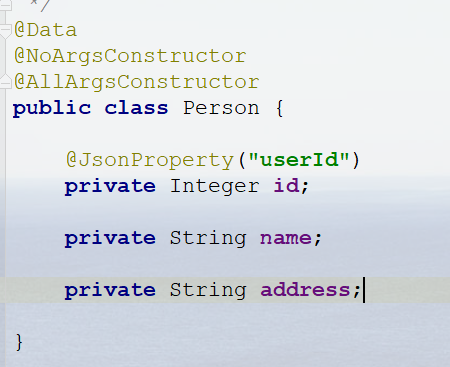 */
@Data
@NoArgsConstructor
@AllArgsConstructor
public class Person {
@JsonProperty("userId")
private Integer id;
private String name;
private String address;
}